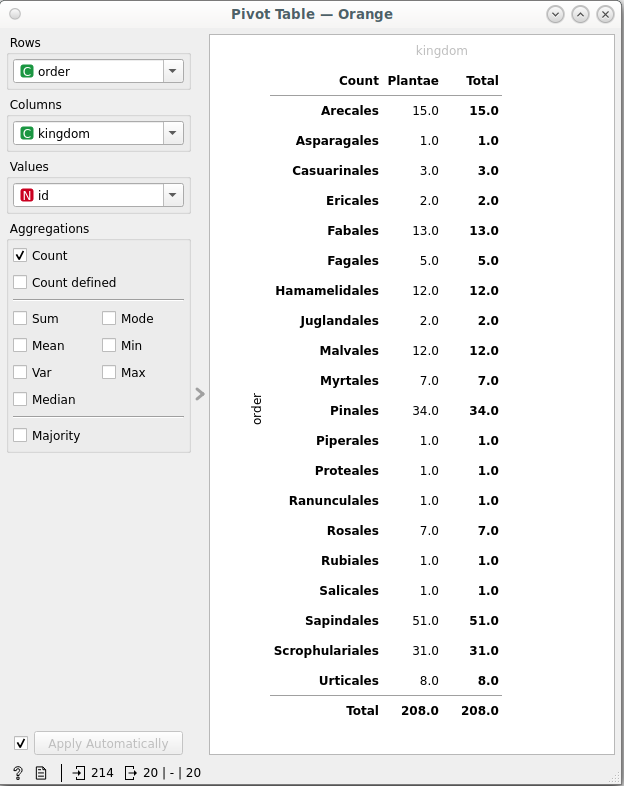 Pivot Table — Orange
Rows
C order
Columns
C kingdom
Values
N id
Aggregations
Count
Count defined
Sum Mode
Mean Min
Var Max
Median
Majority
Apply Automatically
? 214 20 | - | 20
kingdom
order
Count Plantae Total
Arecales 15.0 15.0
Asparagales 1.0 1.0
Casuarinales 3.0 3.0
Ericales 2.0 2.0
Fabales 13.0 13.0
Fagales 5.0 5.0
Hamamelidales 12.0 12.0
Juglandales 2.0 2.0
Malvales 12.0 12.0
Myrtales 7.0 7.0
Pinales 34.0 34.0
Piperales 1.0 1.0
Proteales 1.0 1.0
Ranunculales 1.0 1.0
Rosales 7.0 7.0
Rubiales 1.0 1.0
Salicales 1.0 1.0
Sapindales 51.0 51.0
Scrophulariales 31.0 31.0
Urticales 8.0 8.0
Total 208.0 208.0